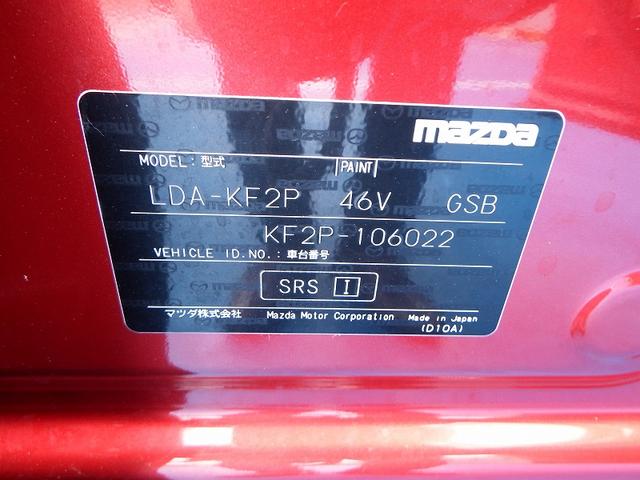 mazda
MODEL:型式 PAINT
LDA-KF2P 46V GSB
KF2P-106022
VEHICLE ID.NO.:車台番号
SRS I
マツダ株式会社 Mazda Motor Corporation Made in Japan
(D10A)